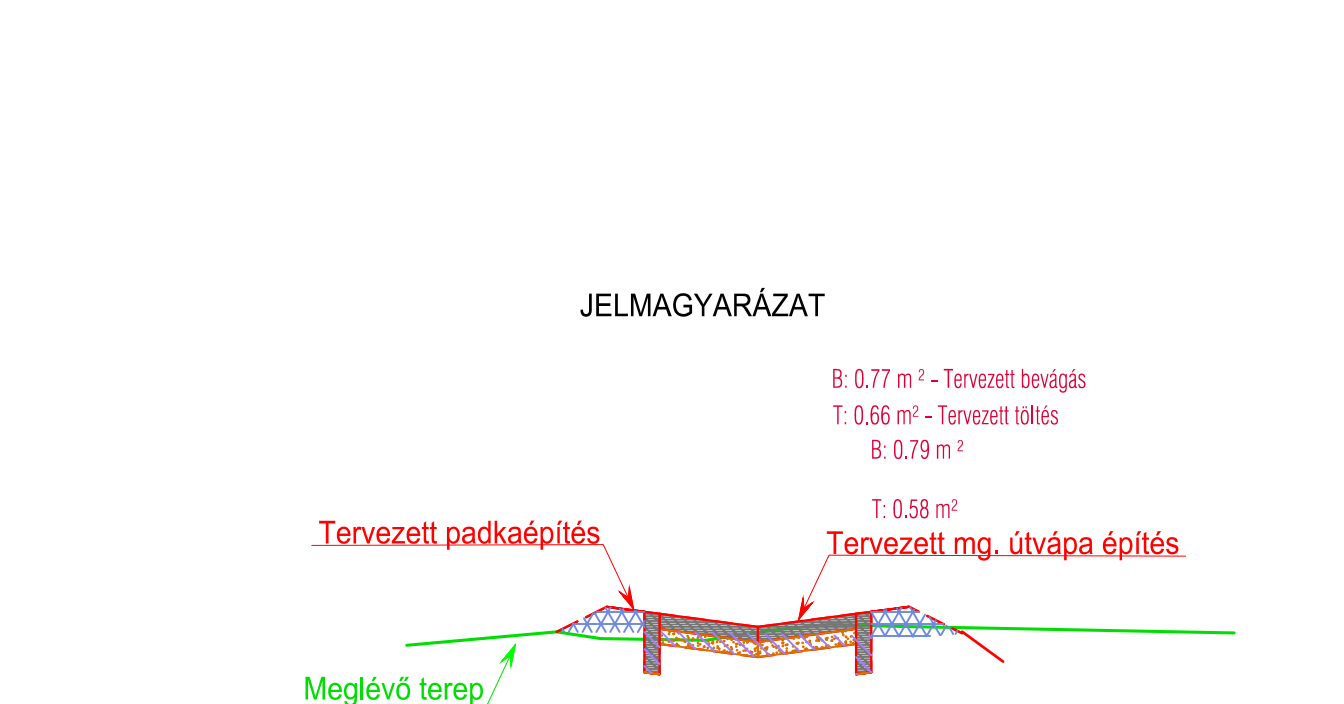 JELMAGYARÁZAT
B: 0.77 m ² - Tervezett bevágás
T: 0.66 m² - Tervezett töltés
B: 0.79 m ²
T: 0.58 m²
Tervezett padkaépítés
Tervezett mg. útvápa építés
Meglévő terep